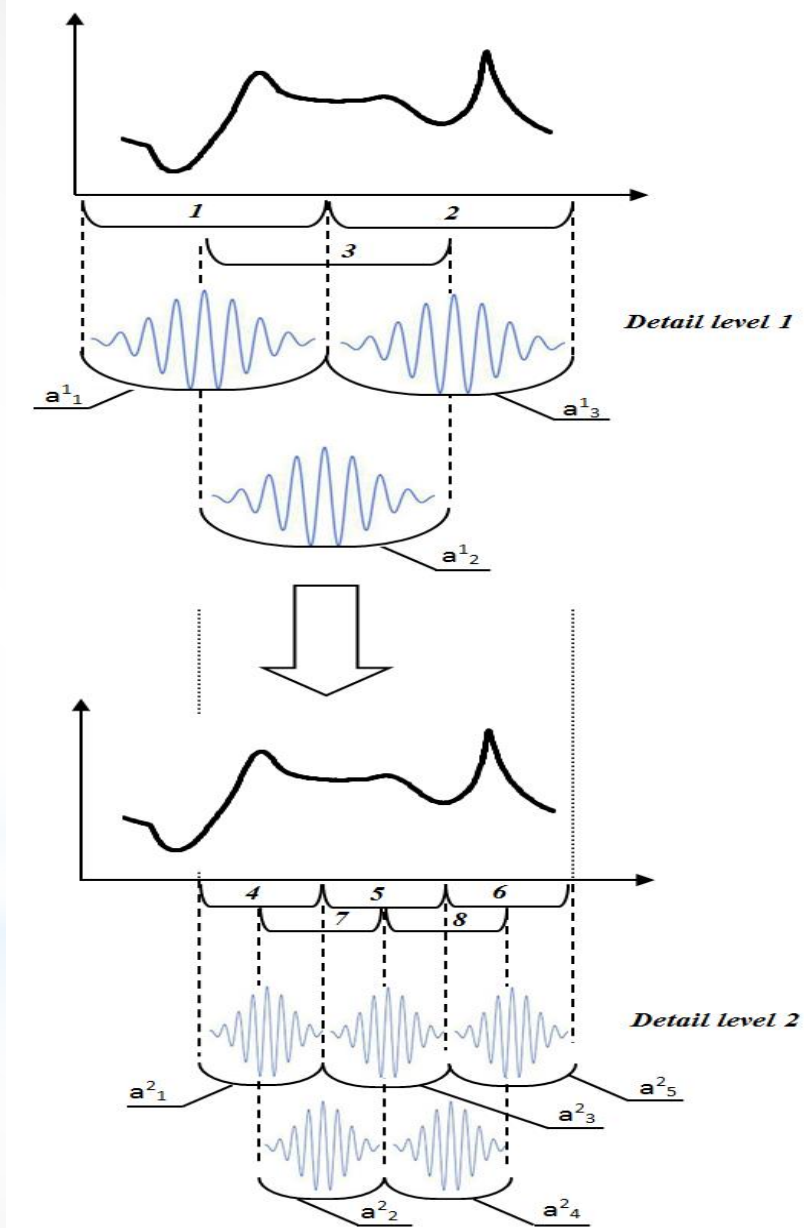 1
2
3
Detail level 1
a¹₁
a¹₃
a¹₂
4
5
6
7
8
Detail level 2
a²₁
a²₅
a²₃
a²₂
a²₄